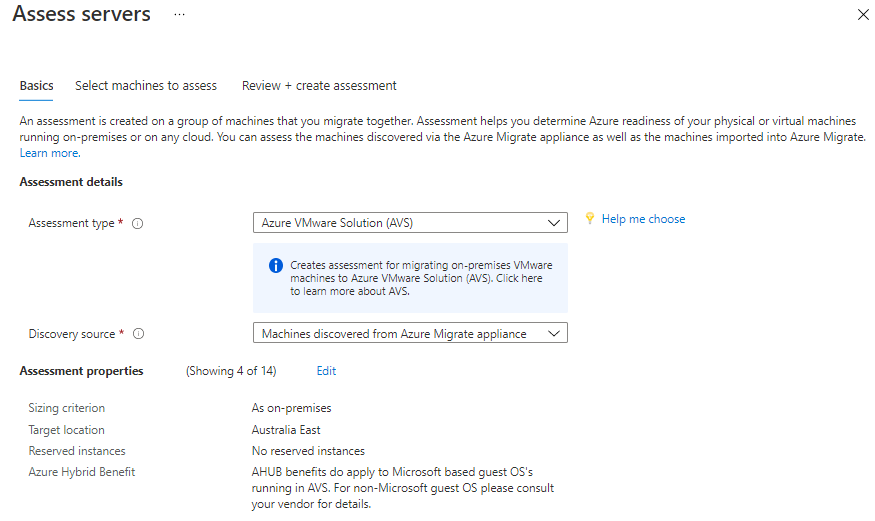 Assess servers ...
Basics Select machines to assess Review + create assessment
An assessment is created on a group of machines that you migrate together. Assessment helps you determine Azure readiness of your physical or virtual machines
running on-premises or on any cloud. You can assess the machines discovered via the Azure Migrate appliance as well as the machines imported into Azure Migrate.
Learn more.
Assessment details
Assessment type * Azure VMware Solution (AVS) Help me choose
Creates assessment for migrating on-premises VMware
machines to Azure VMware Solution (AVS). Click here
to learn more about AVS.
Discovery source * Machines discovered from Azure Migrate appliance
Assessment properties (Showing 4 of 14) Edit
Sizing criterion As on-premises
Target location Australia East
Reserved instances No reserved instances
Azure Hybrid Benefit AHUB benefits do apply to Microsoft based guest OS's
running in AVS. For non-Microsoft guest OS please consult
your vendor for details.